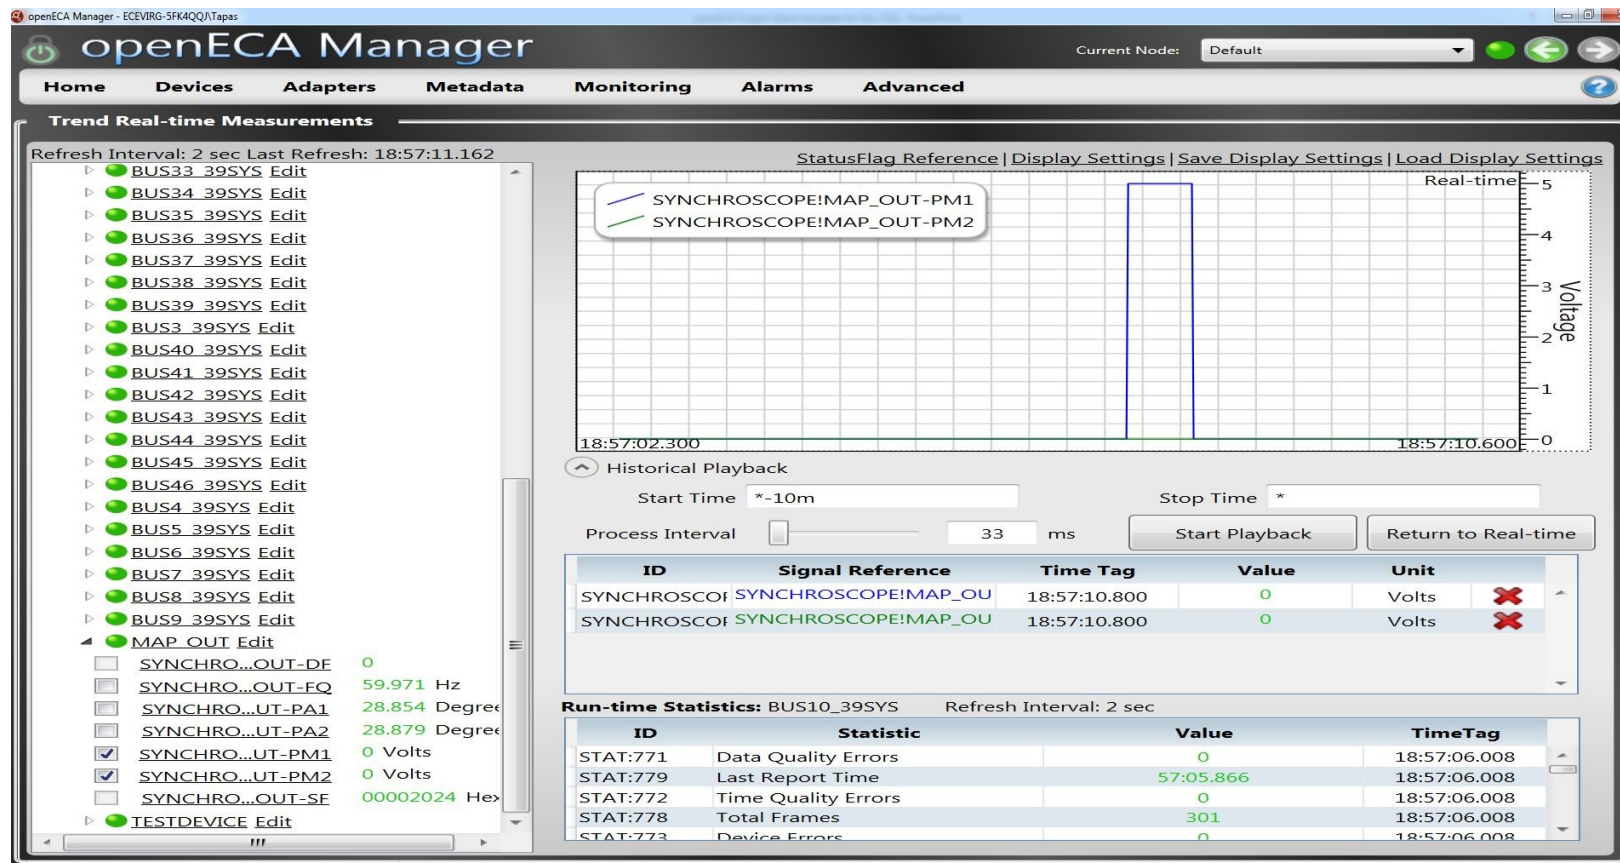 openECA Manager - ECEVIRG-5FK4QQJ\Tapas
openECA Manager
Current Node: Default
Home Devices Adapters Metadata Monitoring Alarms Advanced
Trend Real-time Measurements
Refresh Interval: 2 sec Last Refresh: 18:57:11.162
BUS33_39SYS Edit
BUS34_39SYS Edit
BUS35_39SYS Edit
BUS36_39SYS Edit
BUS37_39SYS Edit
BUS38_39SYS Edit
BUS39_39SYS Edit
BUS3_39SYS Edit
BUS40_39SYS Edit
BUS41_39SYS Edit
BUS42_39SYS Edit
BUS43_39SYS Edit
BUS44_39SYS Edit
BUS45_39SYS Edit
BUS46_39SYS Edit
BUS4_39SYS Edit
BUS5_39SYS Edit
BUS6_39SYS Edit
BUS7_39SYS Edit
BUS8_39SYS Edit
BUS9_39SYS Edit
MAP_OUT Edit
SYNCHRO...OUT-DF 0
SYNCHRO...OUT-FQ 59.971 Hz
SYNCHRO...UT-PA1 28.854 Degree
SYNCHRO...UT-PA2 28.879 Degree
SYNCHRO...UT-PM1 0 Volts
SYNCHRO...UT-PM2 0 Volts
SYNCHRO...OUT-SF 00002024 Hex
TESTDEVICE Edit
StatusFlag Reference | Display Settings | Save Display Settings | Load Display Settings
SYNCHROSCOPE!MAP_OUT-PM1
SYNCHROSCOPE!MAP_OUT-PM2
Real-time
5
4
3
2
1
0
Voltage
18:57:02.300 18:57:10.600
Historical Playback
Start Time *-10m Stop Time *
Process Interval 33 ms Start Playback Return to Real-time
ID Signal Reference Time Tag Value Unit
SYNCHROSCOF SYNCHROSCOPE!MAP_OU 18:57:10.800 0 Volts
SYNCHROSCOF SYNCHROSCOPE!MAP_OU 18:57:10.800 0 Volts
Run-time Statistics: BUS10_39SYS Refresh Interval: 2 sec
ID Statistic Value TimeTag
STAT:771 Data Quality Errors 0 18:57:06.008
STAT:779 Last Report Time 57:05.866 18:57:06.008
STAT:772 Time Quality Errors 0 18:57:06.008
STAT:778 Total Frames 301 18:57:06.008
STAT:773 Device Errors 0 18:57:06.008